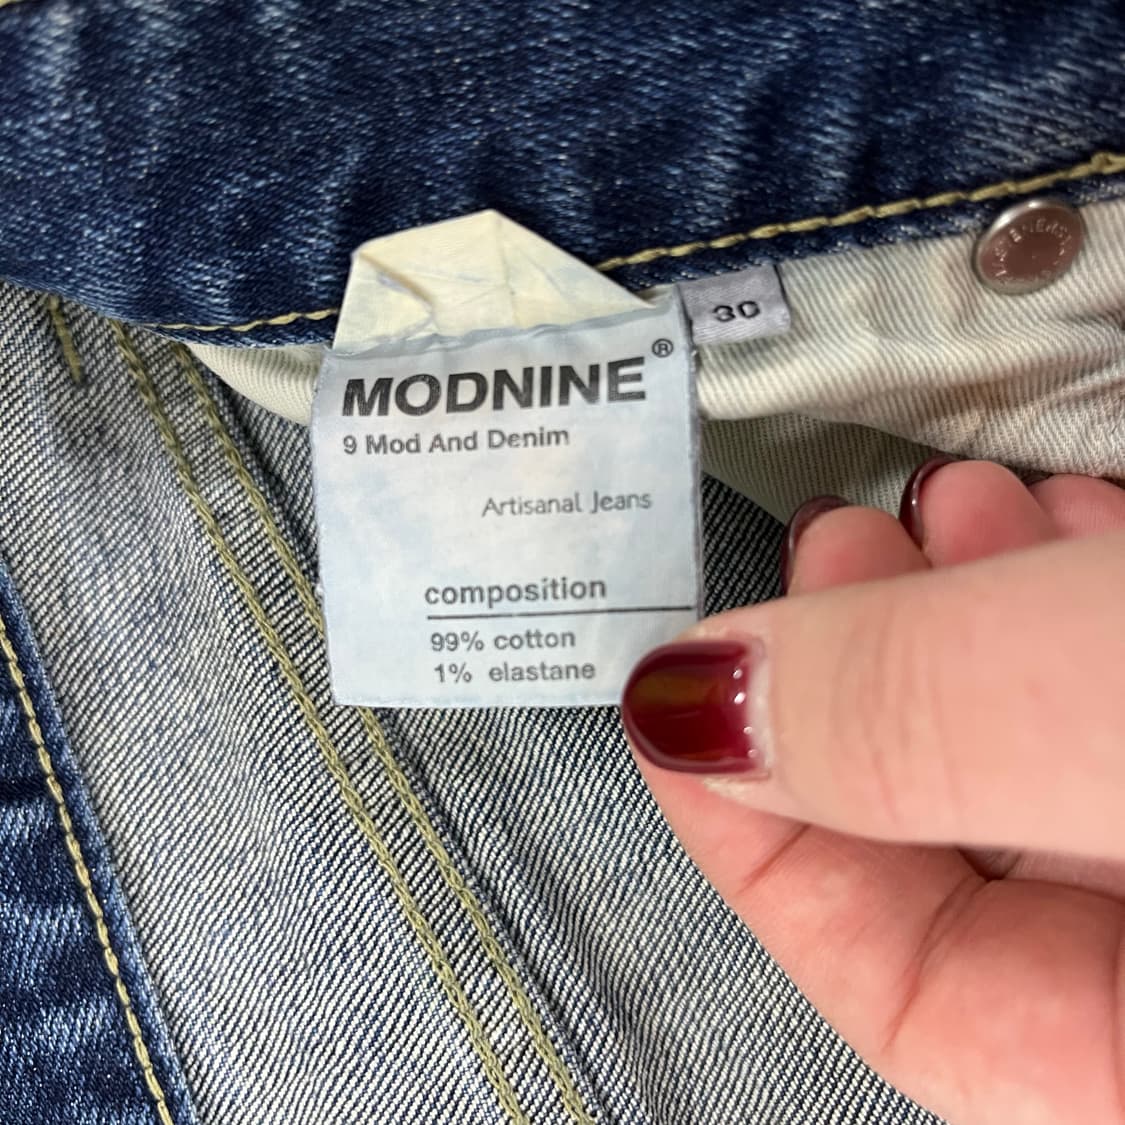 MODNINE®
9 Mod And Denim
Artisanal Jeans
composition
99% cotton
1% elastane
30